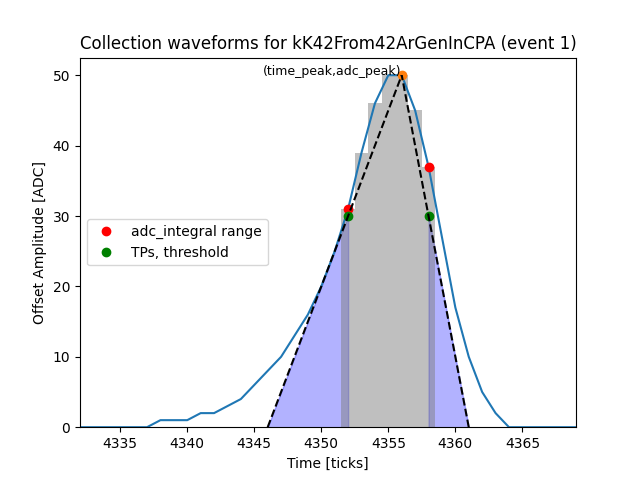 Collection waveforms for kK42From42ArGenInCPA (event 1)
(time_peak,adc_peak)
50
40
30
20
10
0
Offset Amplitude [ADC]
adc_integral range
TPs, threshold
4335 4340 4345 4350 4355 4360 4365
Time [ticks]